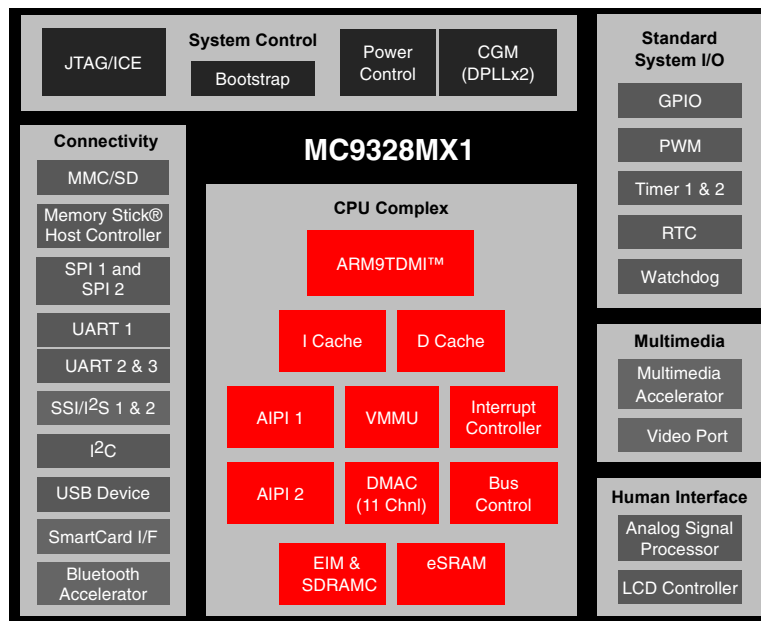 System Control
JTAG/ICE
Bootstrap
Power
Control
CGM
(DPLLx2)
Standard
System I/O
GPIO
PWM
Timer 1 & 2
RTC
Watchdog
Connectivity
MMC/SD
Memory Stick®
Host Controller
SPI 1 and
SPI 2
UART 1
UART 2 & 3
SSI/I2S 1 & 2
I2C
USB Device
SmartCard I/F
Bluetooth
Accelerator
MC9328MX1
CPU Complex
ARM9TDMI™
I Cache
D Cache
AIPI 1
VMMU
Interrupt
Controller
AIPI 2
DMAC
(11 Chnl)
Bus
Control
EIM &
SDRAMC
eSRAM
Multimedia
Multimedia
Accelerator
Video Port
Human Interface
Analog Signal
Processor
LCD Controller